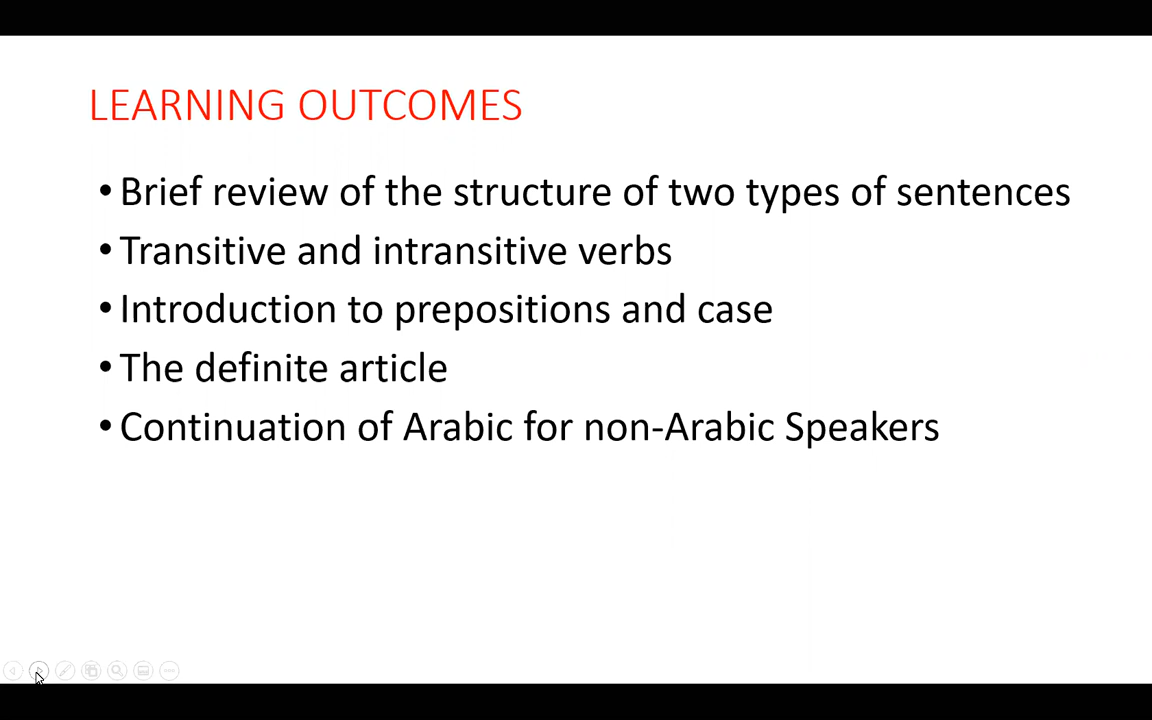 LEARNING OUTCOMES
• Brief review of the structure of two types of sentences
• Transitive and intransitive verbs
• Introduction to prepositions and case
• The definite article
• Continuation of Arabic for non-Arabic Speakers